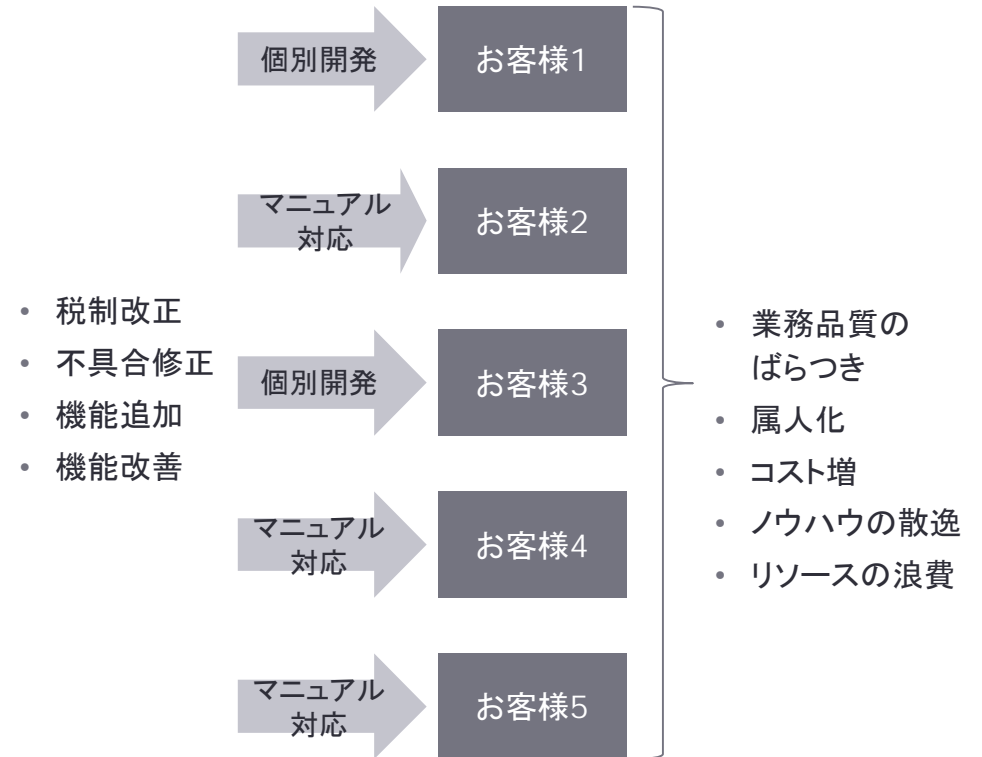 • 税制改正
• 不具合修正
• 機能追加
• 機能改善
個別開発
お客様1
マニュアル
対応
お客様2
個別開発
お客様3
マニュアル
対応
お客様4
マニュアル
対応
お客様5
• 業務品質の
ばらつき
• 属人化
• コスト増
• ノウハウの散逸
• リソースの浪費